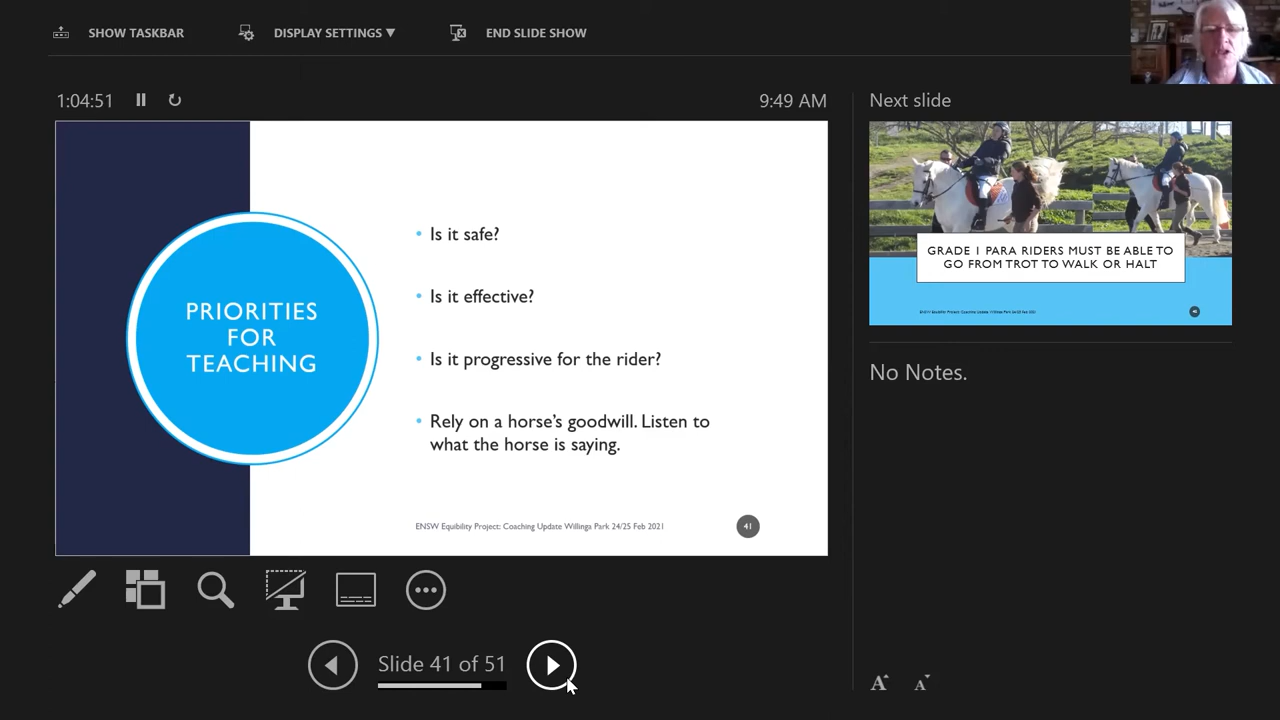 SHOW TASKBAR
DISPLAY SETTINGS ▼
END SLIDE SHOW
1:04:51
9:49 AM
PRIORITIES
FOR
TEACHING
• Is it safe?
• Is it effective?
• Is it progressive for the rider?
• Rely on a horse's goodwill. Listen to
what the horse is saying.
ENSW Equibility Project: Coaching Update Willinga Park 24/25 Feb 2021
41
Next slide
GRADE 1 PARA RIDERS MUST BE ABLE TO
GO FROM TROT TO WALK OR HALT
No Notes.
Slide 41 of 51
A A